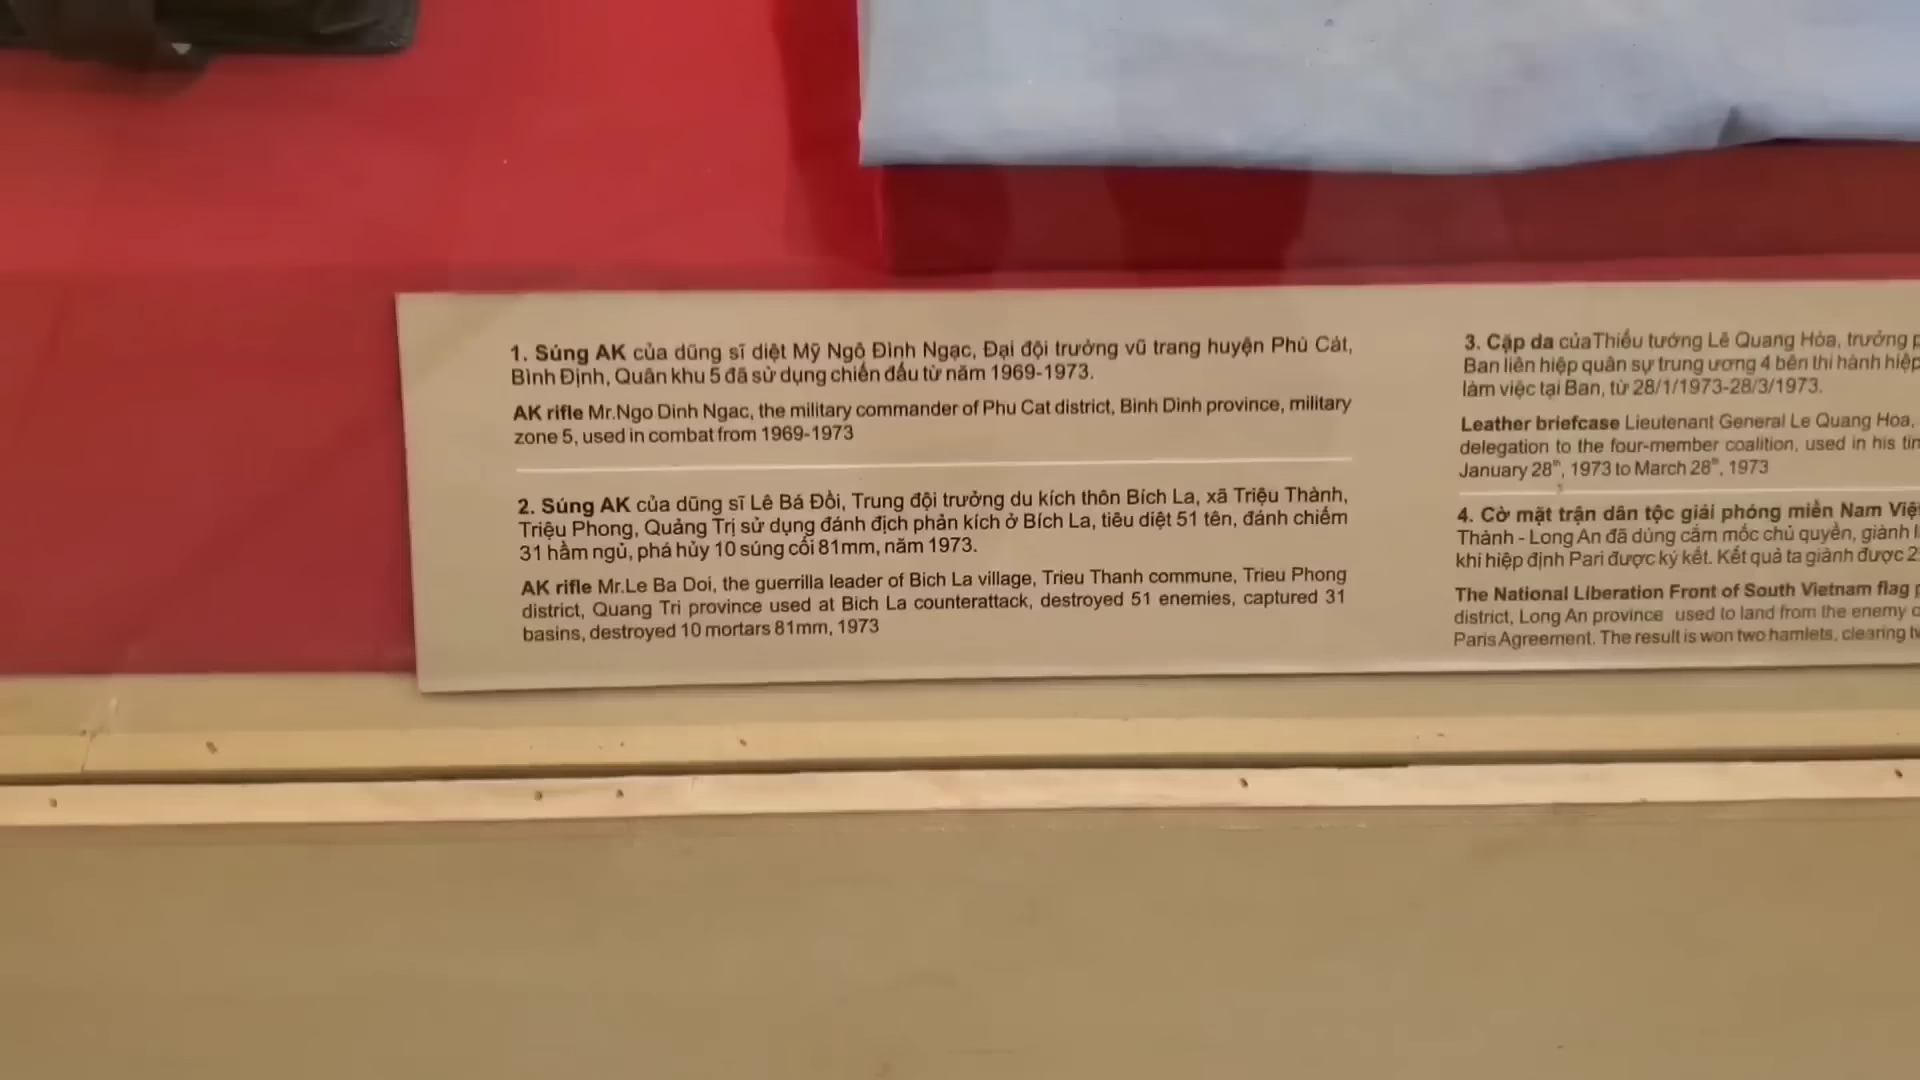 1. Súng AK của dũng sĩ diệt Mỹ Ngô Đình Ngạc, Đại đội trưởng vũ trang huyện Phù Cát,
Bình Định, Quân khu 5 đã sử dụng chiến đấu từ năm 1969-1973.
AK rifle Mr.Ngo Dinh Ngac, the military commander of Phu Cat district, Binh Dinh province, military
zone 5, used in combat from 1969-1973
2. Súng AK của dũng sĩ Lê Bá Đồi, Trung đội trưởng du kích thôn Bích La, xã Triệu Thành,
Triệu Phong, Quảng Trị sử dụng đánh địch phản kích ở Bích La, tiêu diệt 51 tên, đánh chiếm
31 hầm ngủ, phá hủy 10 súng cối 81mm, năm 1973.
AK rifle Mr.Le Ba Doi, the guerrilla leader of Bich La village, Trieu Thanh commune, Trieu Phong
district, Quang Tri province used at Bich La counterattack, destroyed 51 enemies, captured 31
basins, destroyed 10 mortars 81mm, 1973
3. Cặp da củaThiếu tướng Lê Quang Hòa, trưởng
Ban liên hiệp quân sự trung ương 4 bên thi hành hiệp
làm việc tại Ban, từ 28/1/1973-28/3/1973.
Leather briefcase Lieutenant General Le Quang Hoa,
delegation to the four-member coalition, used in his
January 28th, 1973 to March 28th, 1973
4. Cờ mặt trận dân tộc giải phóng miền Nam
Thành - Long An đã dùng cắm mốc chủ quyền, giành
khi hiệp định Pari được ký kết. Kết quả ta giành được
The National Liberation Front of South Vietnam flag
district, Long An province used to land from the enemy
Paris Agreement. The result is won two hamlets, clearing